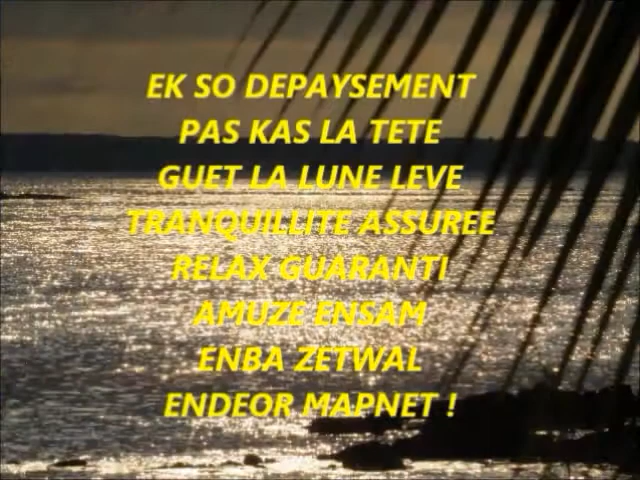 EK SO DEPAYSEMENT
PAS KAS LA TETE
GUET LA LUNE LEVE
TRANQUILLITE ASSUREE
RELAX GUARANTI
AMUZE ENSAM
ENBA ZETWAL
ENDEOR MAPNET !